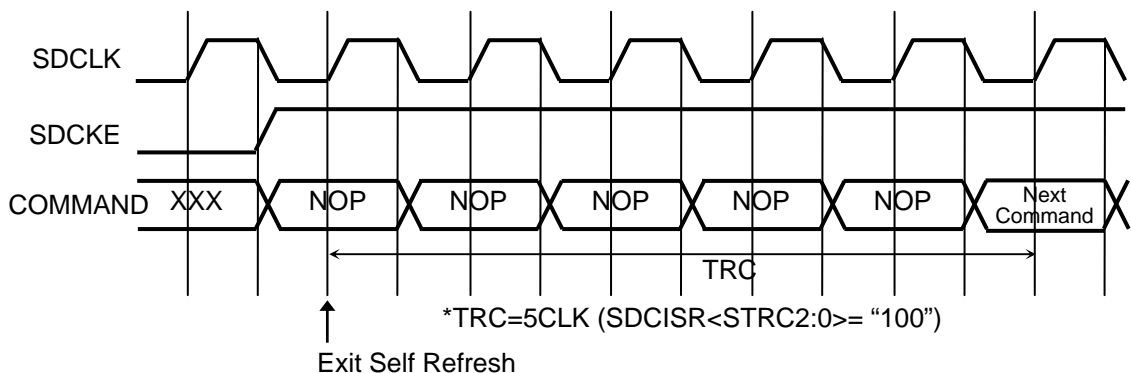 SDCLK
SDCKE
COMMAND XXX NOP NOP NOP NOP NOP Next
Command
TRC
*TRC=5CLK (SDCISR<STRC2:0>= “100”)
Exit Self Refresh